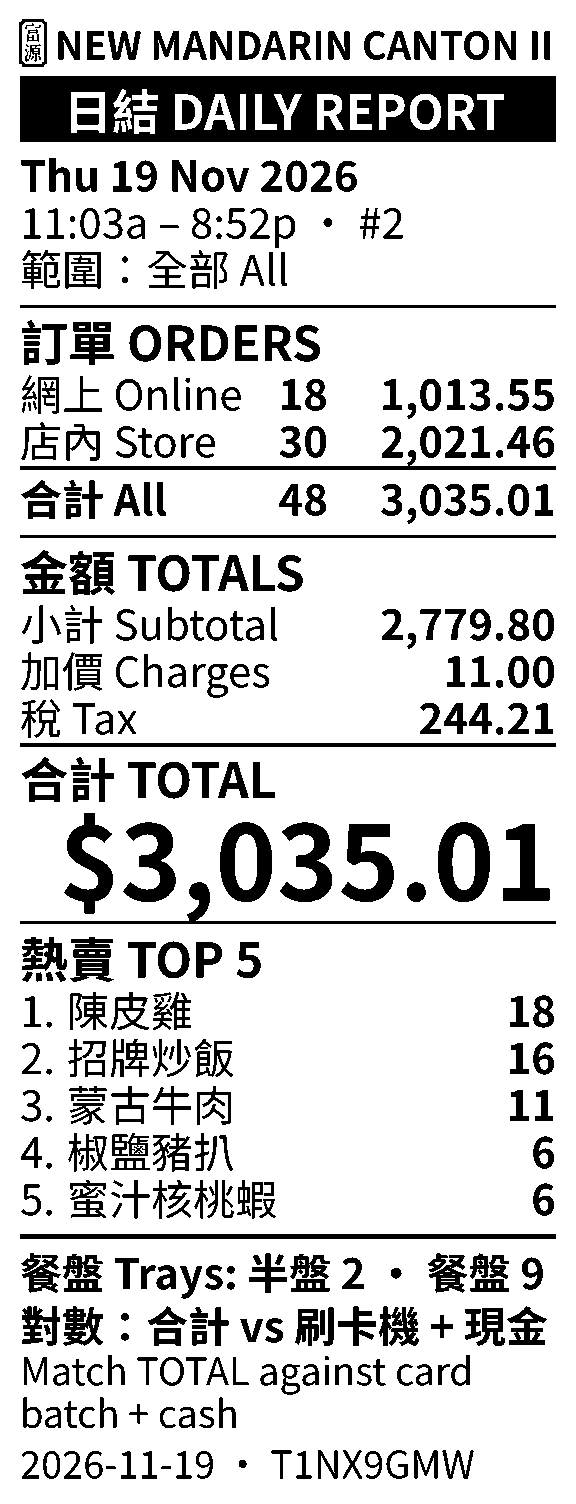 富源 NEW MANDARIN CANTON II
日結 DAILY REPORT
Thu 19 Nov 2026
11:03a – 8:52p • #2
範圍：全部 All
訂單 ORDERS
網上 Online 18 1,013.55
店內 Store 30 2,021.46
合計 All 48 3,035.01
金額 TOTALS
小計 Subtotal 2,779.80
加價 Charges 11.00
稅 Tax 244.21
合計 TOTAL
$3,035.01
熱賣 TOP 5
1. 陳皮雞 18
2. 招牌炒飯 16
3. 蒙古牛肉 11
4. 椒鹽豬扒 6
5. 蜜汁核桃蝦 6
餐盤 Trays: 半盤 2 • 餐盤 9
對數：合計 vs 刷卡機 + 現金
Match TOTAL against card
batch + cash
2026-11-19 • T1NX9GMW